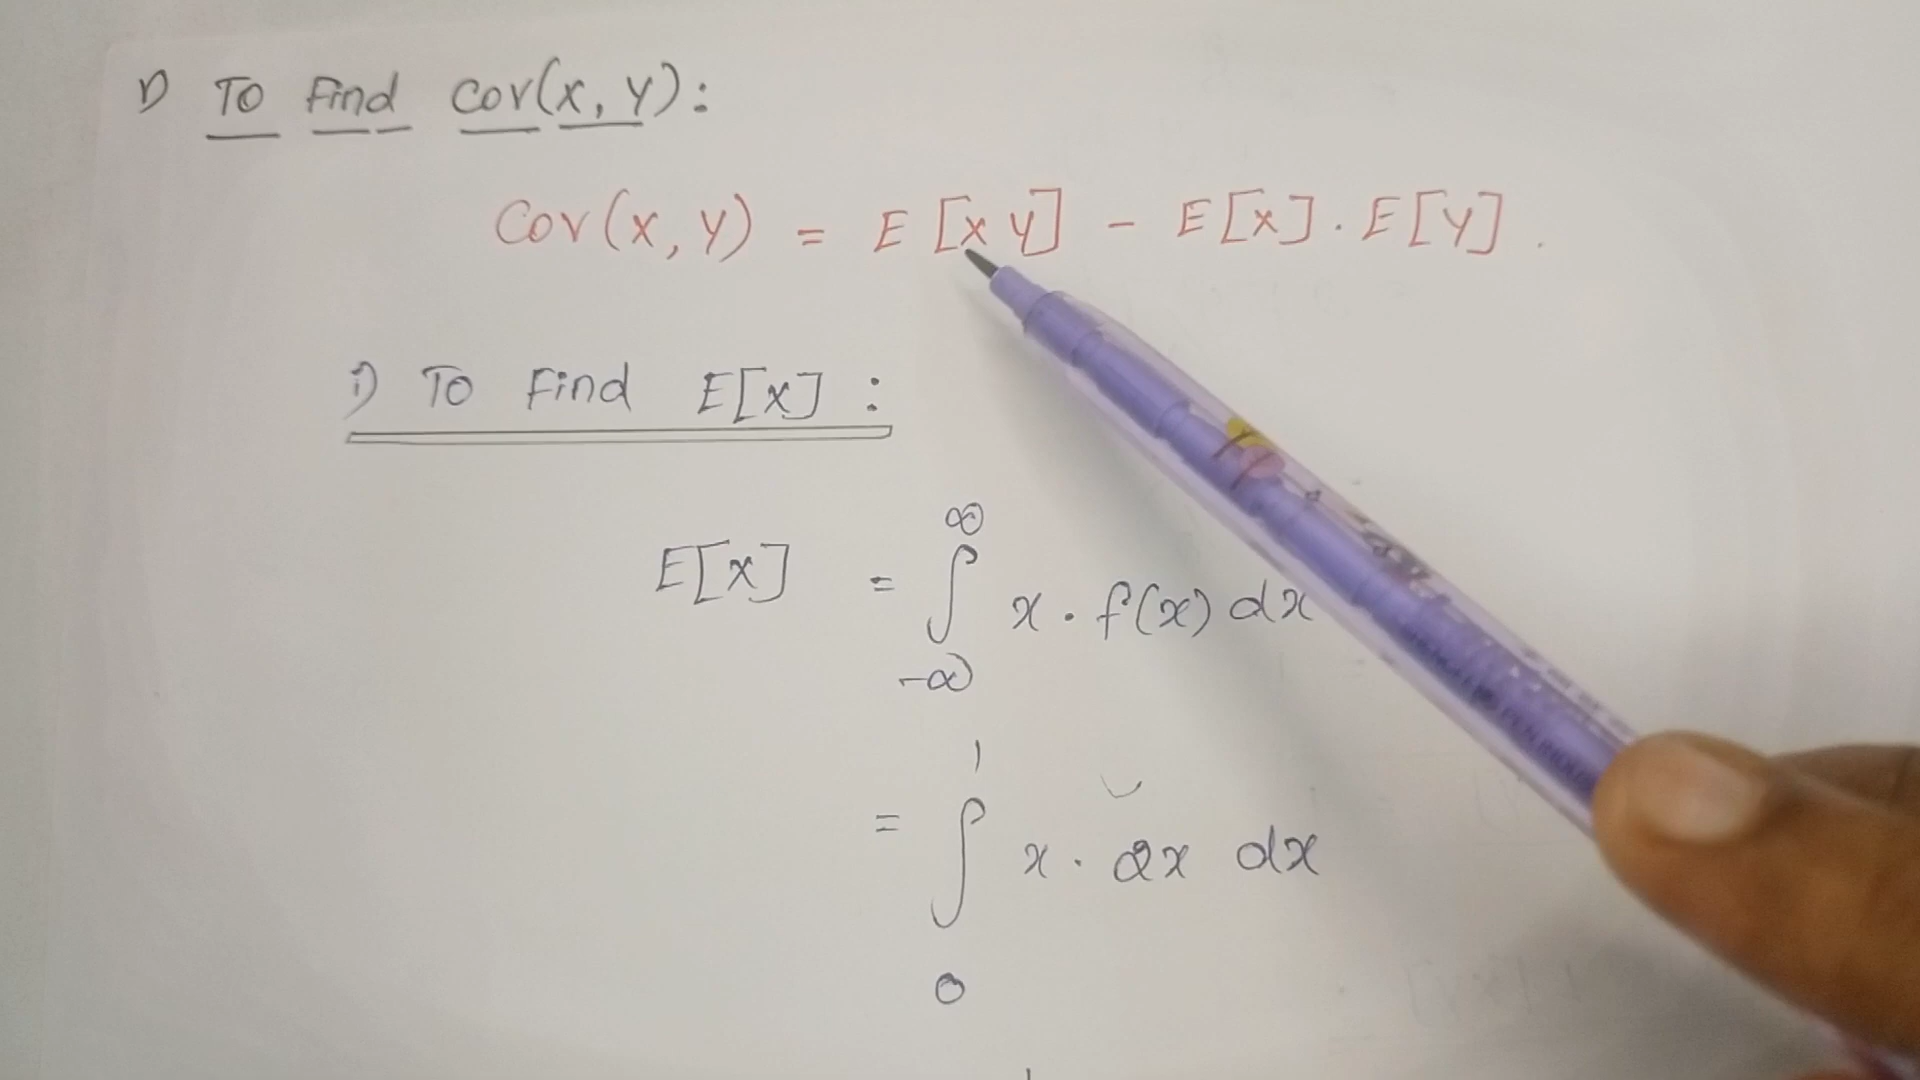 1) To Find Cov(x, y):
Cov(x, y) = E[xy] - E[x] . E[y] .
i) To Find E[x] :
E[x] = ∫_{-∞}^{∞} x . f(x) dx
= ∫_{0}^{1} x . 2x dx